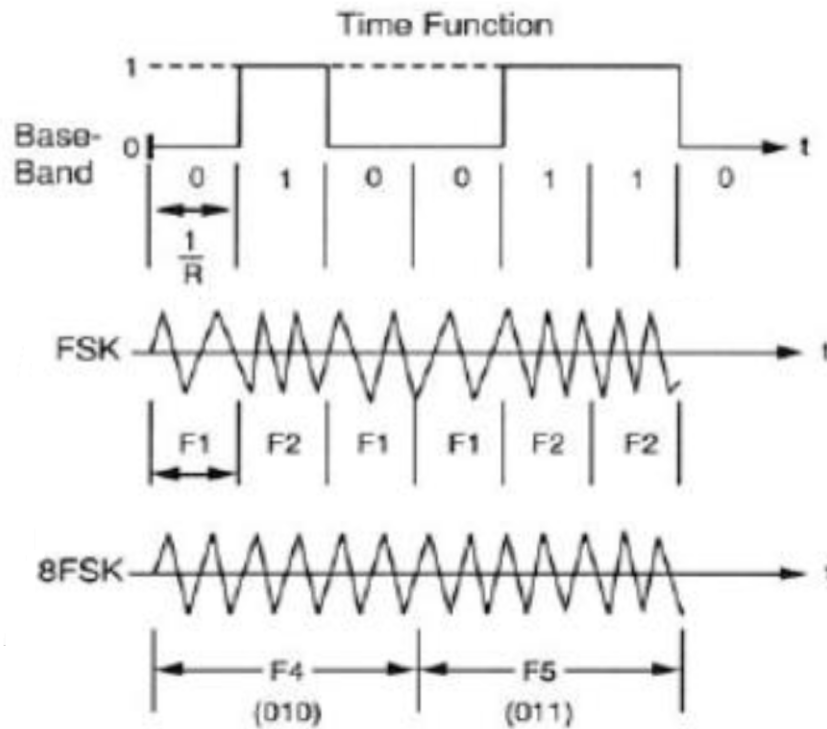 Time Function
1
Base-
Band
0
t
0 1 0 0 1 1 0
1
R
FSK
t
F1 F2 F1 F1 F2 F2
8FSK
F4 F5
(010) (011)